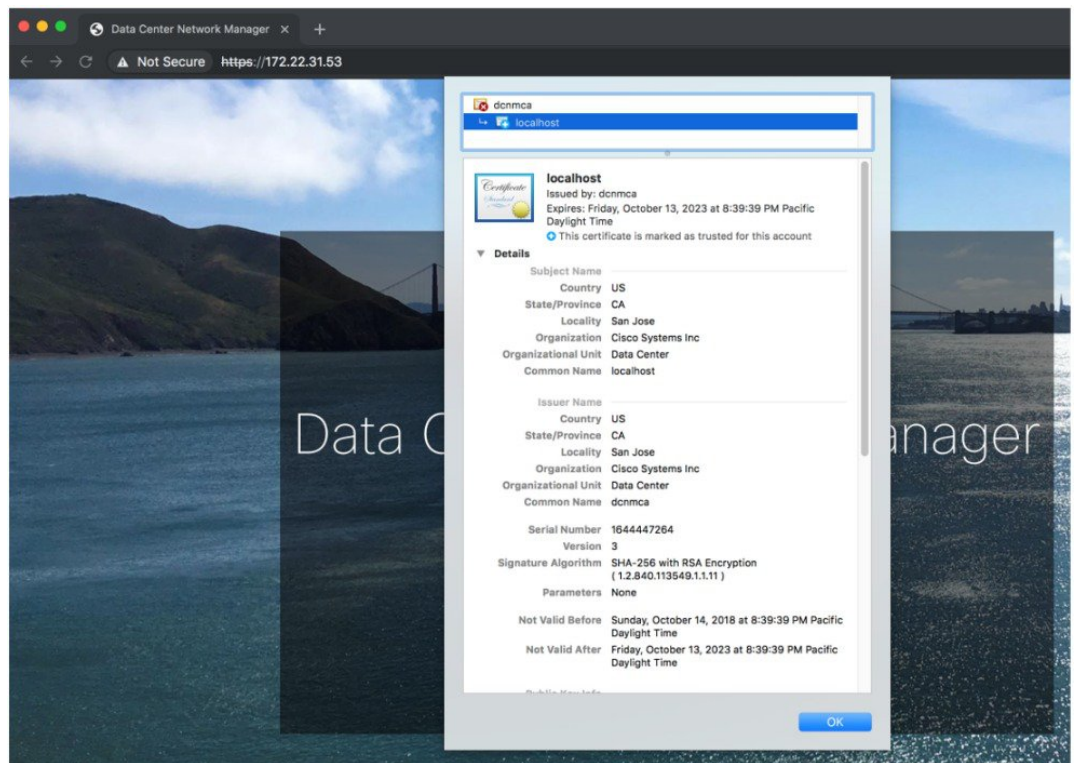 Data Center Network Manager
Not Secure https://172.22.31.53
dcnmca
localhost
Certificate
Standard
localhost
Issued by: dcnmca
Expires: Friday, October 13, 2023 at 8:39:39 PM Pacific
Daylight Time
This certificate is marked as trusted for this account
Details
Subject Name
Country US
State/Province CA
Locality San Jose
Organization Cisco Systems Inc
Organizational Unit Data Center
Common Name localhost
Issuer Name
Country US
State/Province CA
Locality San Jose
Organization Cisco Systems Inc
Organizational Unit Data Center
Common Name dcnmca
Serial Number 1644447264
Version 3
Signature Algorithm SHA-256 with RSA Encryption
( 1.2.840.113549.1.1.11 )
Parameters None
Not Valid Before Sunday, October 14, 2018 at 8:39:39 PM Pacific
Daylight Time
Not Valid After Friday, October 13, 2023 at 8:39:39 PM Pacific
Daylight Time
Public Key Info
Data C anager
OK